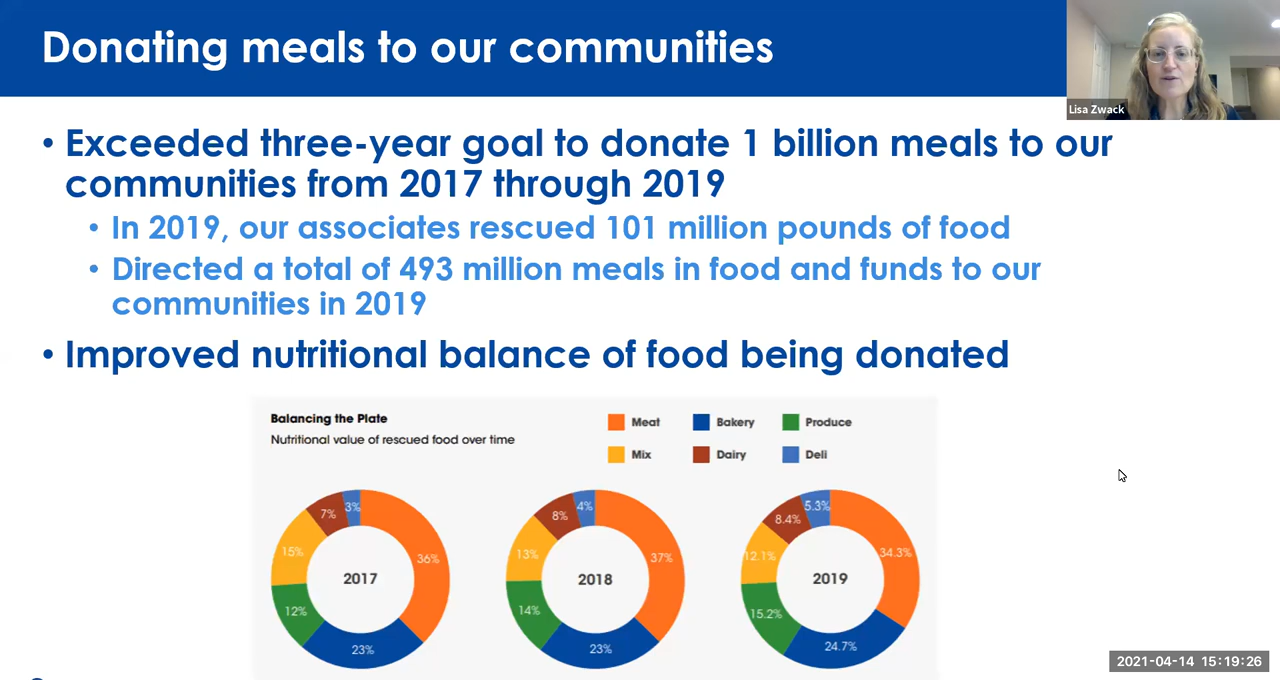 Donating meals to our communities
Lisa Zwack
• Exceeded three-year goal to donate 1 billion meals to our
communities from 2017 through 2019
• In 2019, our associates rescued 101 million pounds of food
• Directed a total of 493 million meals in food and funds to our
communities in 2019
• Improved nutritional balance of food being donated
Balancing the Plate
Nutritional value of rescued food over time
Meat Bakery Produce
Mix Dairy Deli
7% 3%
15% 36%
2017
12%
23%
8% 4%
13% 37%
2018
14%
23%
8.4% 5.3%
12.1% 34.3%
2019
15.2%
24.7%
2021-04-14 15:19:26